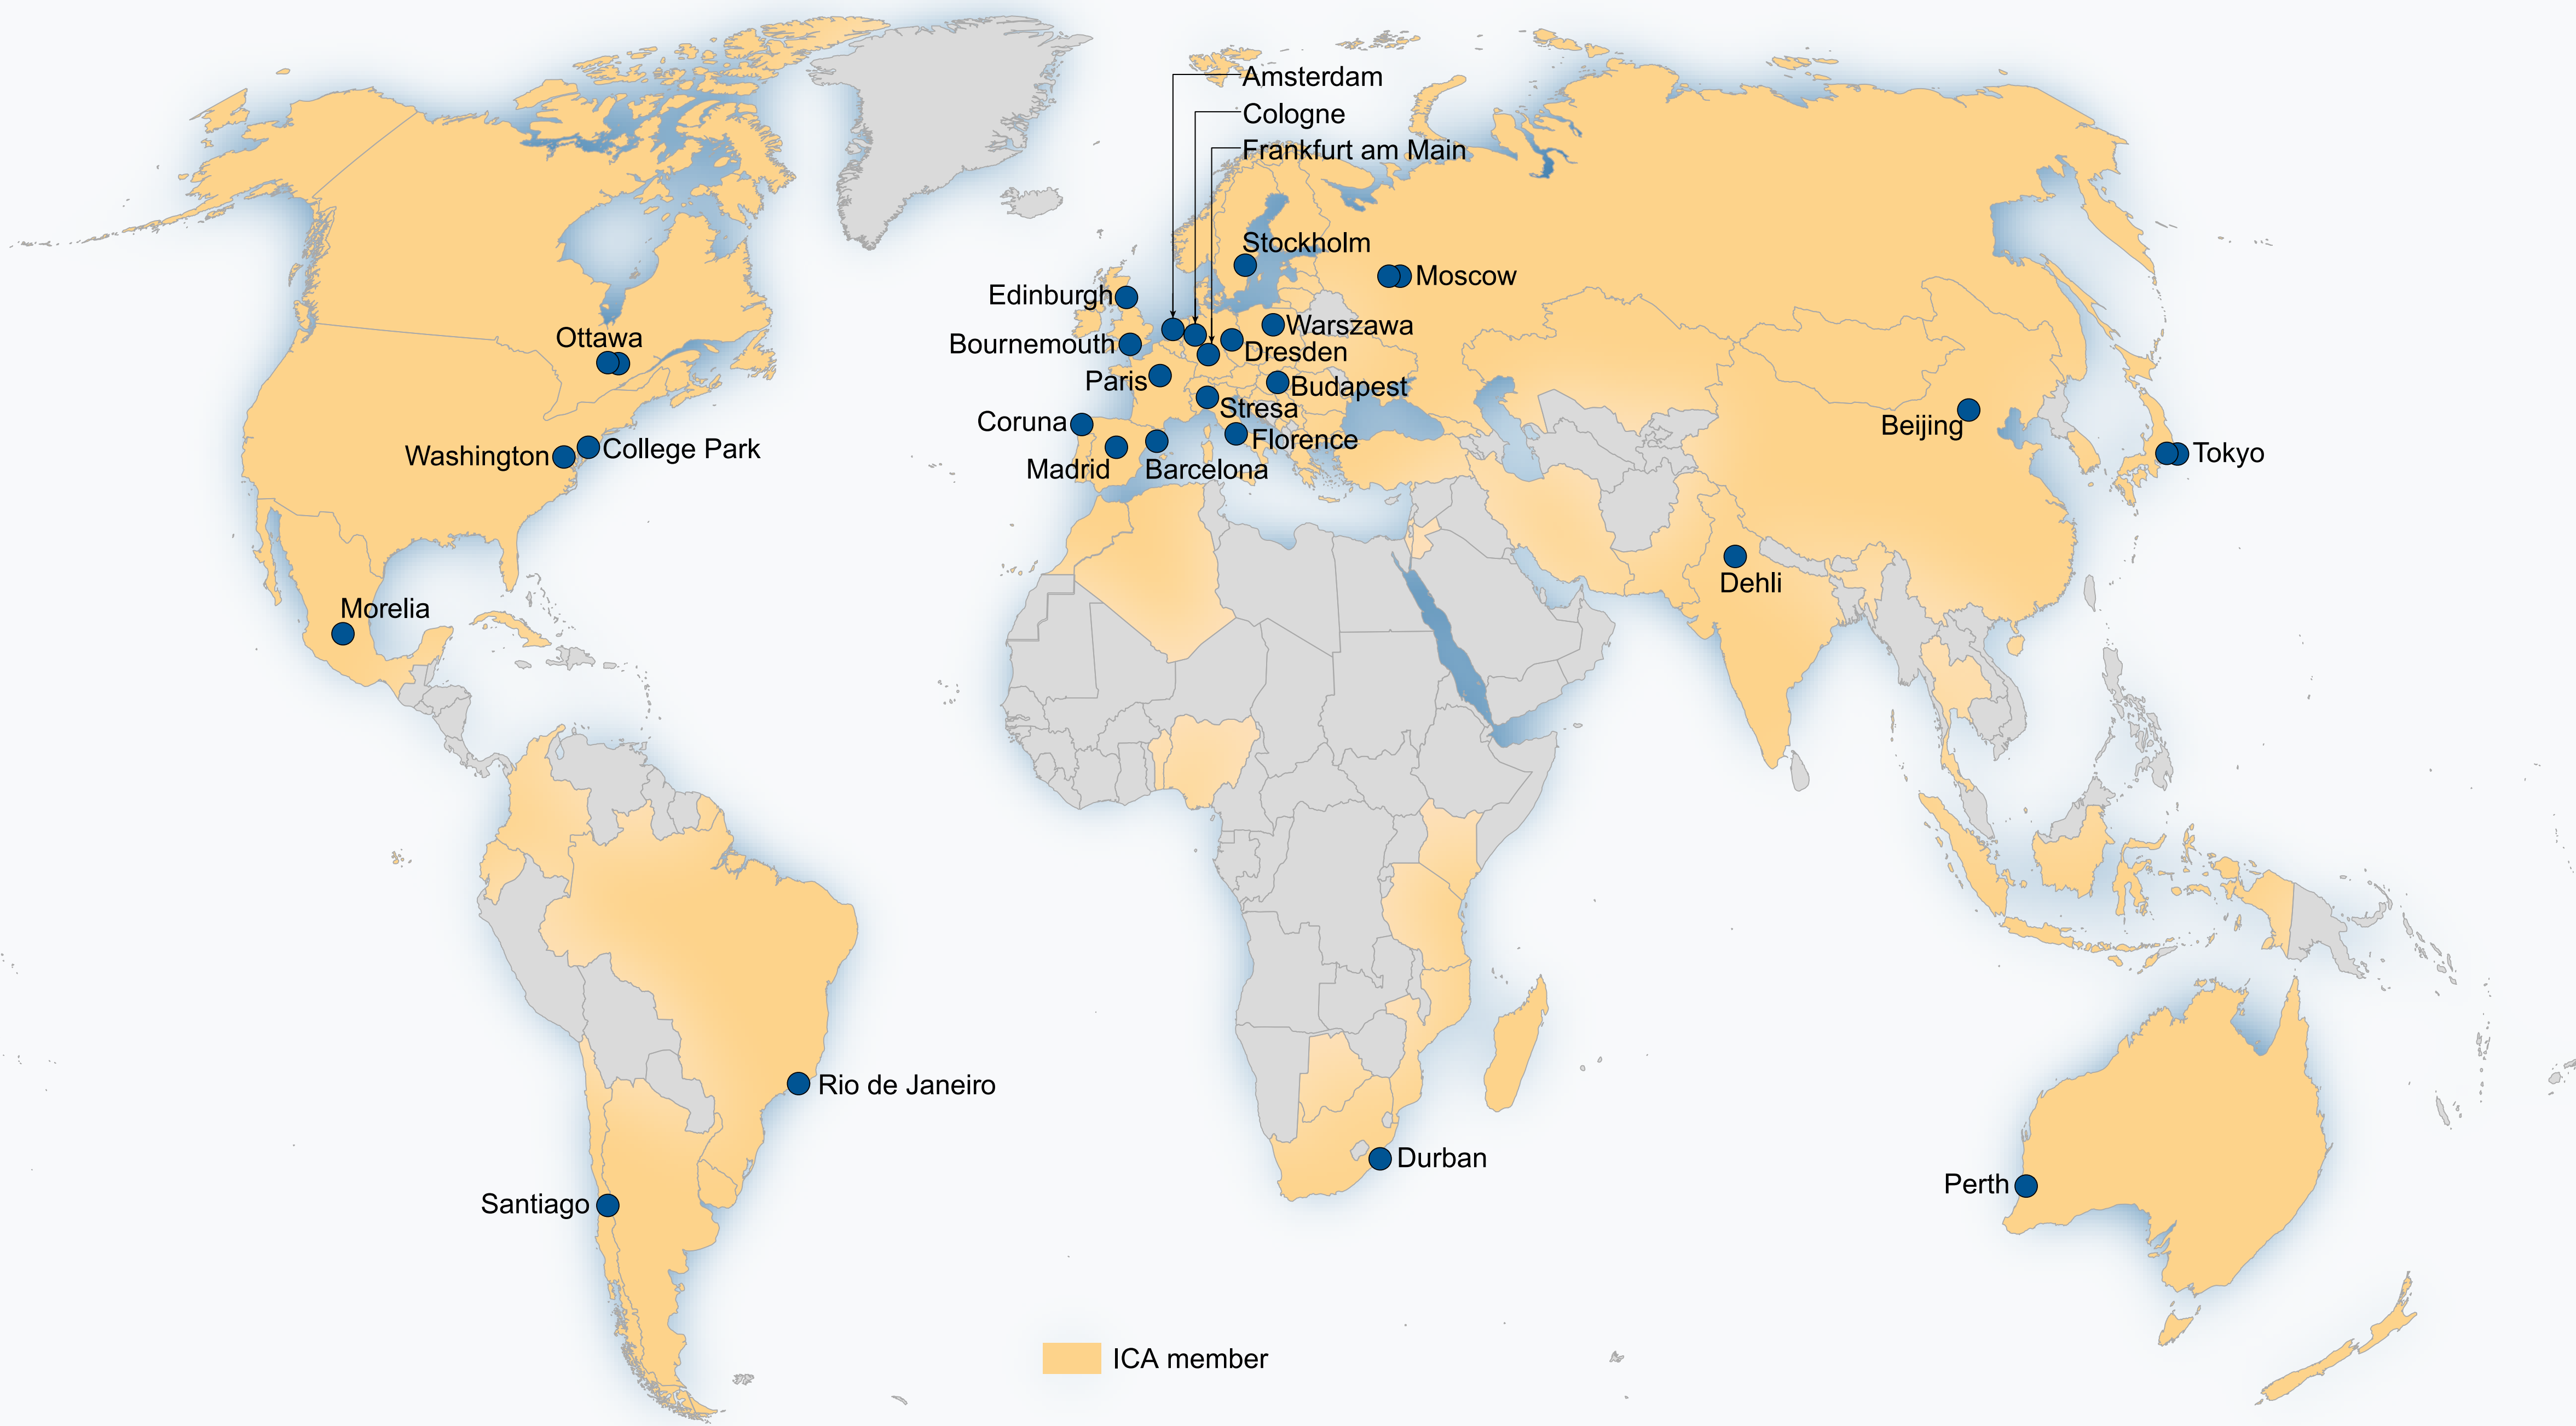 Amsterdam
Cologne
Frankfurt am Main
Stockholm
Moscow
Edinburgh
Warszawa
Bournemouth
Dresden
Ottawa
Paris
Budapest
Stresa
Coruna
Florence
Beijing
Washington
College Park
Madrid
Barcelona
Tokyo
Dehli
Morelia
Rio de Janeiro
Durban
Perth
Santiago
ICA member